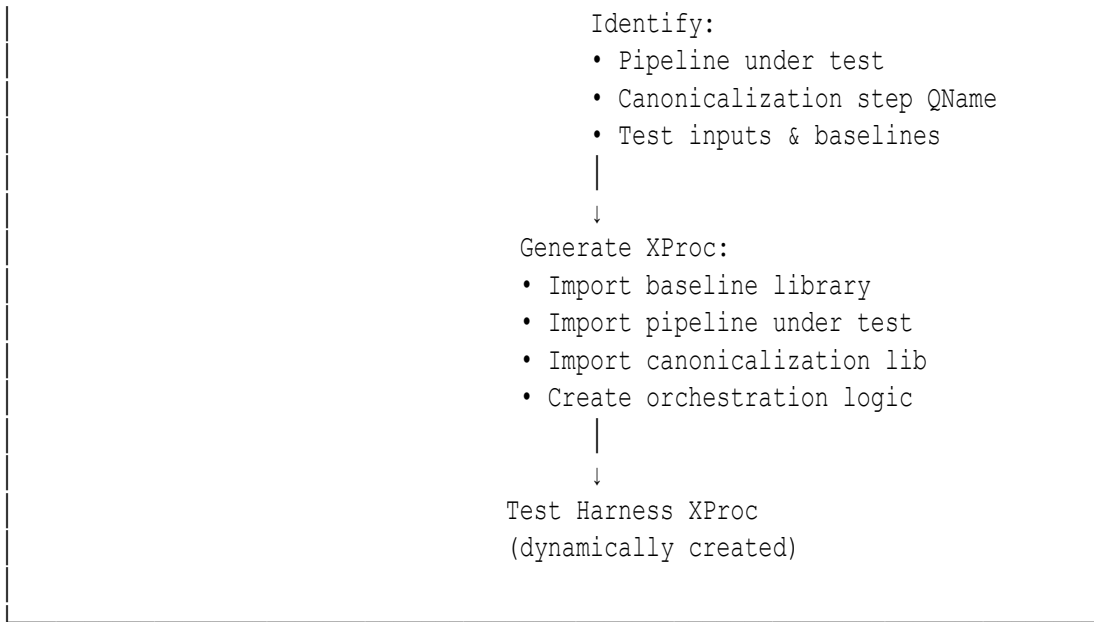 Identify:
• Pipeline under test
• Canonicalization step QName
• Test inputs & baselines
↓
Generate XProc:
• Import baseline library
• Import pipeline under test
• Import canonicalization lib
• Create orchestration logic
↓
Test Harness XProc
(dynamically created)